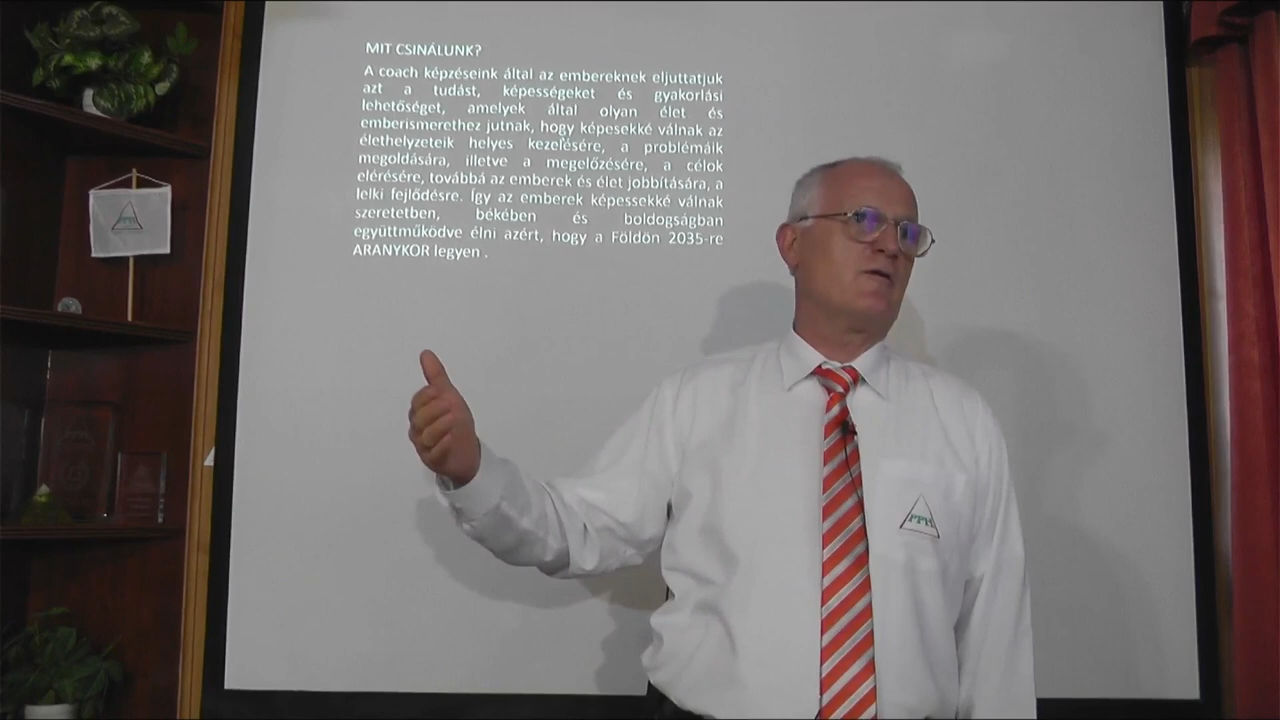 MIT CSINÁLUNK?
A coach képzéseink által az embereknek eljuttatjuk
azt a tudást, képességeket és gyakorlási
lehetőséget, amelyek által olyan élet és
emberismerethez jutnak, hogy képesekké válnak az
élethelyzeteik helyes kezelésére, a problémáik
megoldására, illetve a megelőzésére, a célok
elérésére, továbbá az emberek és élet jobbítására, a
lelki fejlődésre. Így az emberek képessekké válnak
szeretetben, békében és boldogságban
együttműködve élni azért, hogy a Földön 2035-re
ARANYKOR legyen .